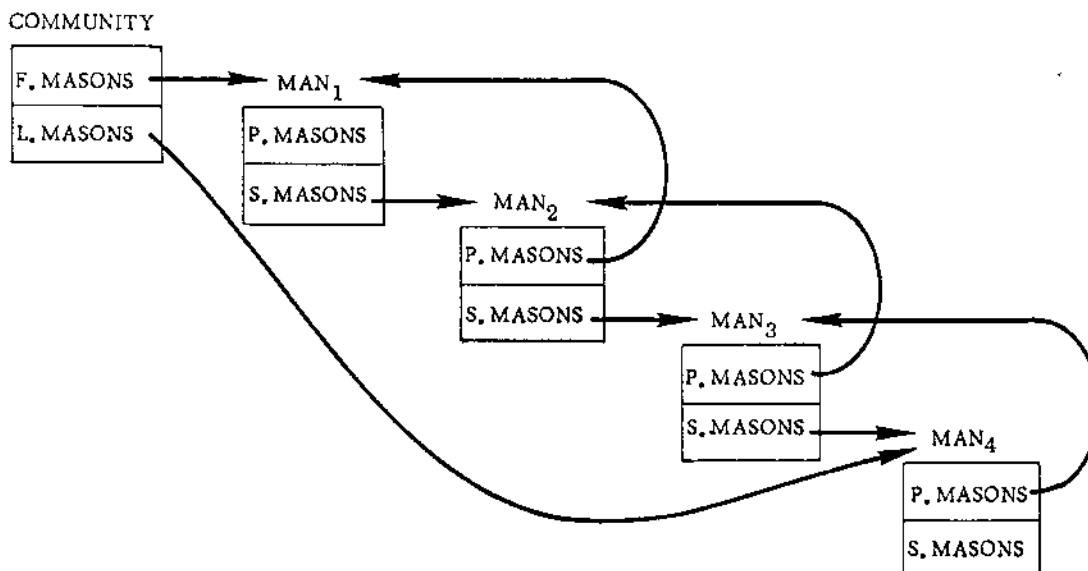 COMMUNITY
F. MASONS
L. MASONS
MAN1
P. MASONS
S. MASONS
MAN2
P. MASONS
S. MASONS
MAN3
P. MASONS
S. MASONS
MAN4
P. MASONS
S. MASONS